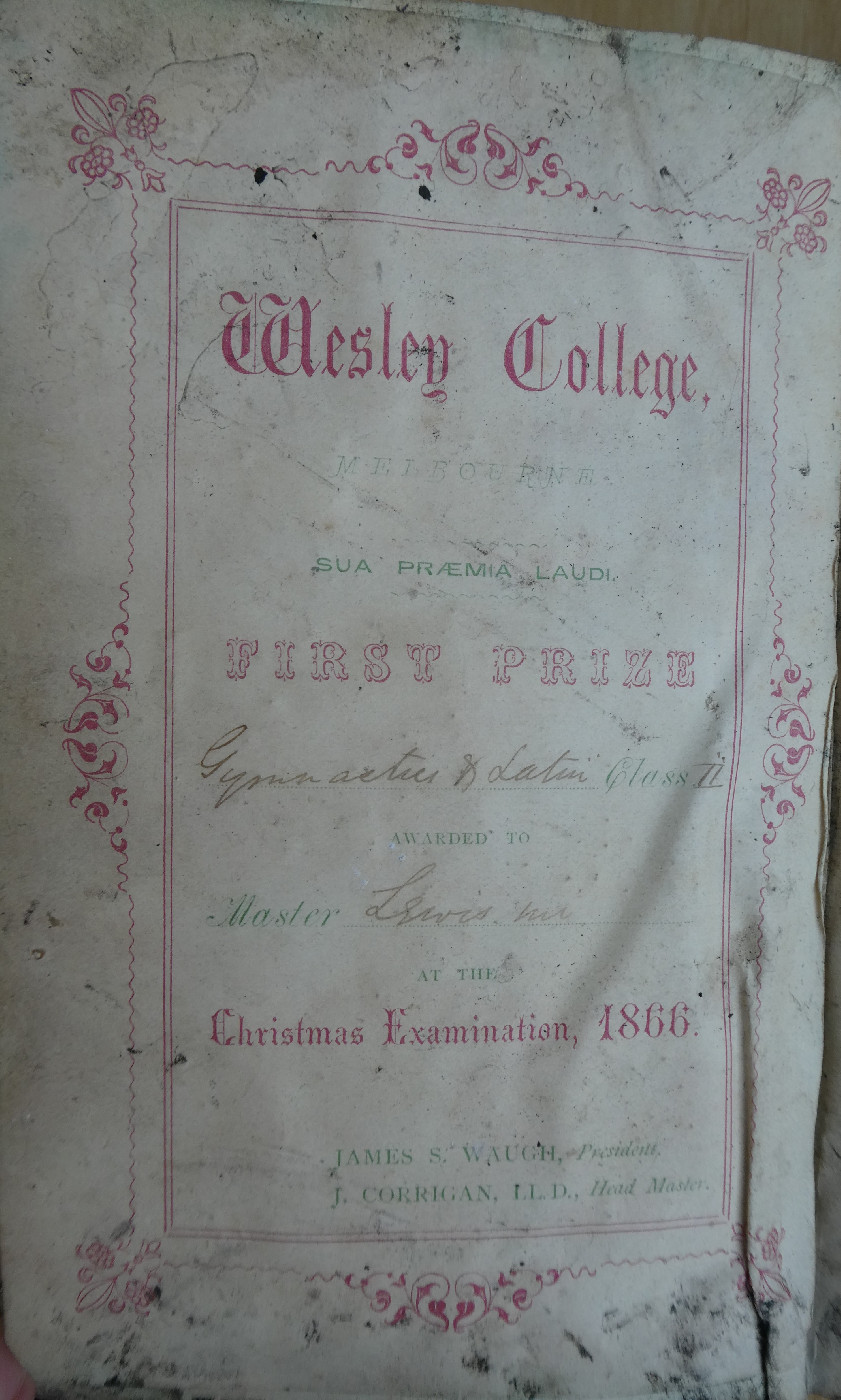 Wesley College,
MELBOURNE
SUA PRÆMIA LAUDI.
FIRST PRIZE
Gymnastics & Latin Class II
AWARDED TO
Master Lewis
AT THE
Christmas Examination, 1866.
JAMES S. WAUGH, President.
J. CORRIGAN, LL.D., Head Master.